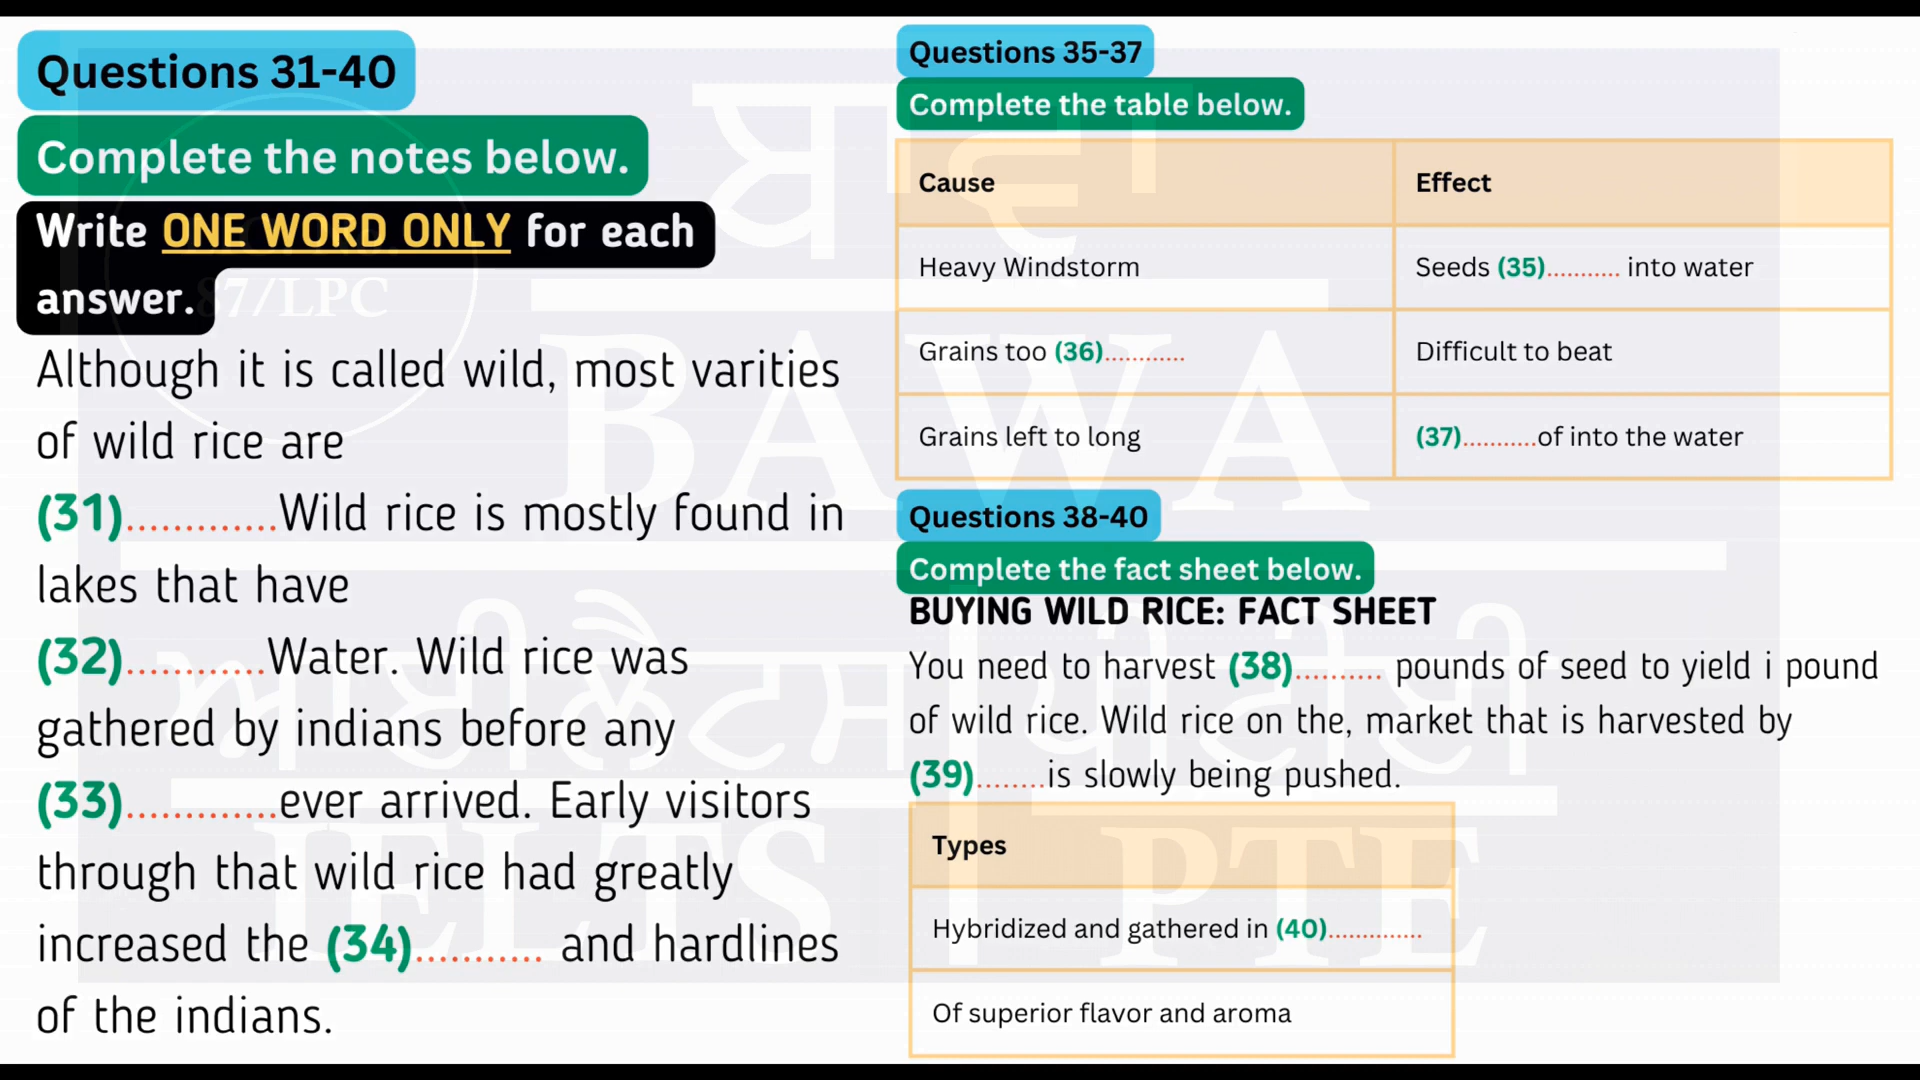 Questions 31-40
Complete the notes below.
Write ONE WORD ONLY for each
answer.
Although it is called wild, most varities
of wild rice are
(31).............Wild rice is mostly found in
lakes that have
(32)............Water. Wild rice was
gathered by indians before any
(33).............ever arrived. Early visitors
through that wild rice had greatly
increased the (34)........... and hardlines
of the indians.
Questions 35-37
Complete the table below.
Cause Effect
Heavy Windstorm Seeds (35)........... into water
Grains too (36)............ Difficult to beat
Grains left to long (37)...........of into the water
Questions 38-40
Complete the fact sheet below.
BUYING WILD RICE: FACT SHEET
You need to harvest (38).......... pounds of seed to yield i pound
of wild rice. Wild rice on the, market that is harvested by
(39)........is slowly being pushed.
Types
Hybridized and gathered in (40)..............
Of superior flavor and aroma
87/LPC
ਬਾਵਾ
BAWA
ਆਈਲੈਟਸ ਪੀਟੀਈ
IELTS PTE